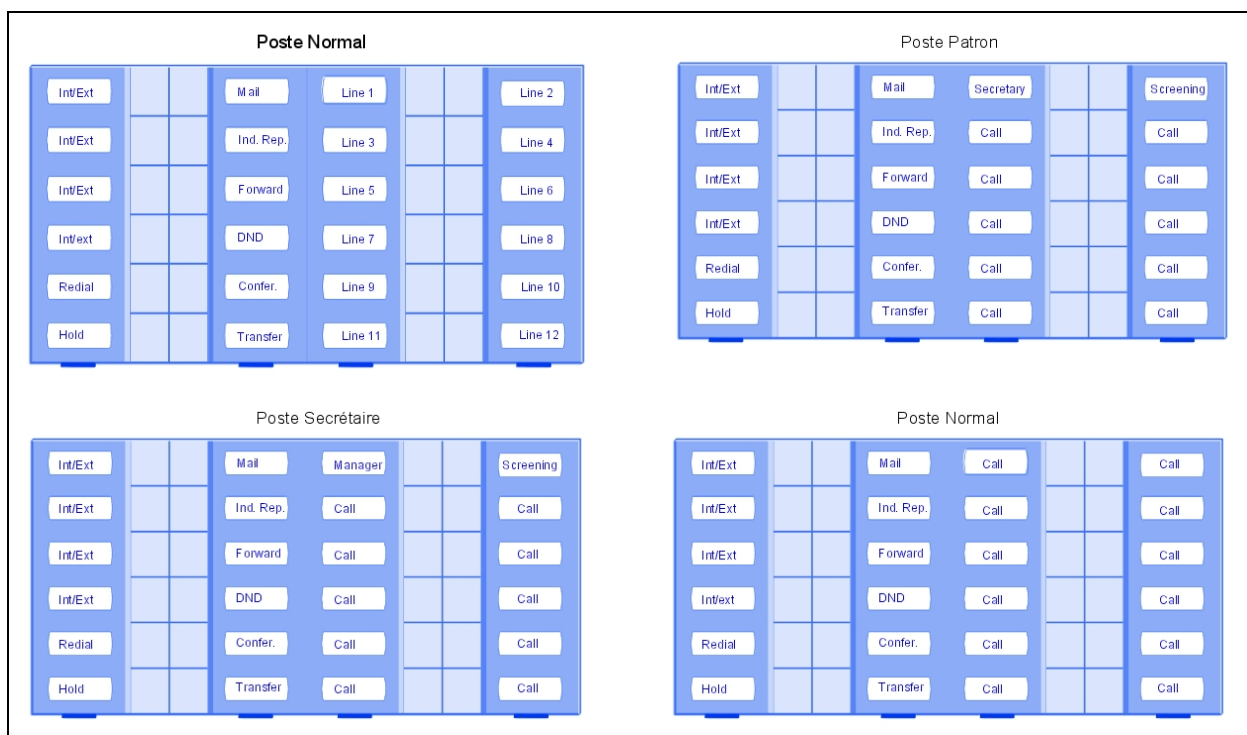 Poste Normal
Int/Ext Mail Line 1 Line 2
Int/Ext Ind. Rep. Line 3 Line 4
Int/Ext Forward Line 5 Line 6
Int/ext DND Line 7 Line 8
Redial Confer. Line 9 Line 10
Hold Transfer Line 11 Line 12
Poste Patron
Int/Ext Mail Secretary Screening
Int/Ext Ind. Rep. Call Call
Int/Ext Forward Call Call
Int/Ext DND Call Call
Redial Confer. Call Call
Hold Transfer Call Call
Poste Secrétaire
Int/Ext Mail Manager Screening
Int/Ext Ind. Rep. Call Call
Int/Ext Forward Call Call
Int/Ext DND Call Call
Redial Confer. Call Call
Hold Transfer Call Call
Poste Normal
Int/Ext Mail Call Call
Int/Ext Ind. Rep. Call Call
Int/Ext Forward Call Call
Int/ext DND Call Call
Redial Confer. Call Call
Hold Transfer Call Call